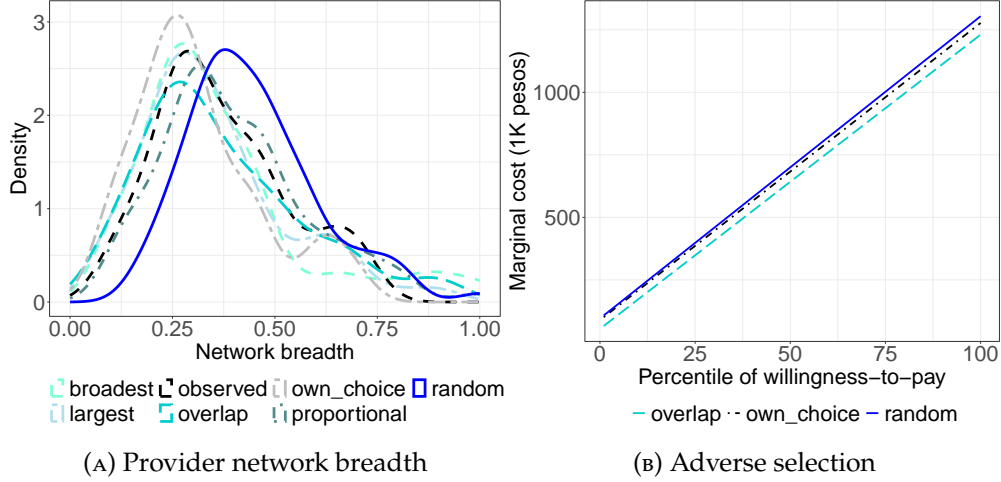 3
2
1
0
Density
0.00 0.25 0.50 0.75 1.00
Network breadth
broadest observed own_choice random
largest overlap proportional
(A) Provider network breadth
1000
500
Marginal cost (1K pesos)
0 25 50 75 100
Percentile of willingness−to−pay
overlap own_choice random
(B) Adverse selection